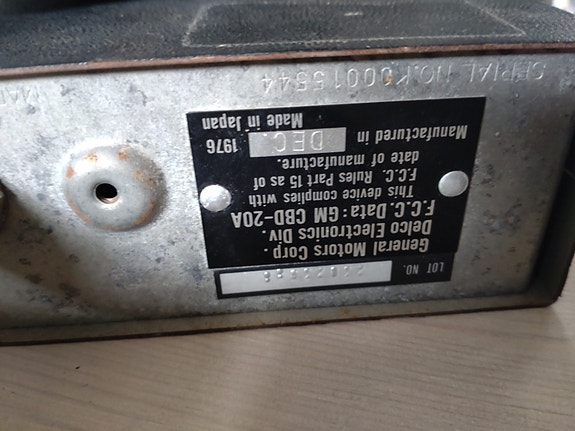 LOT NO.
General Motors Corp.
Delco Electronics Div.
F.C.C. Data: GM CBD-20A
This device complies with
F.C.C. Rules Part 15 as of
date of manufacture.
Manufactured in DEC 1976
Made in Japan
SERIAL NO.K00015544